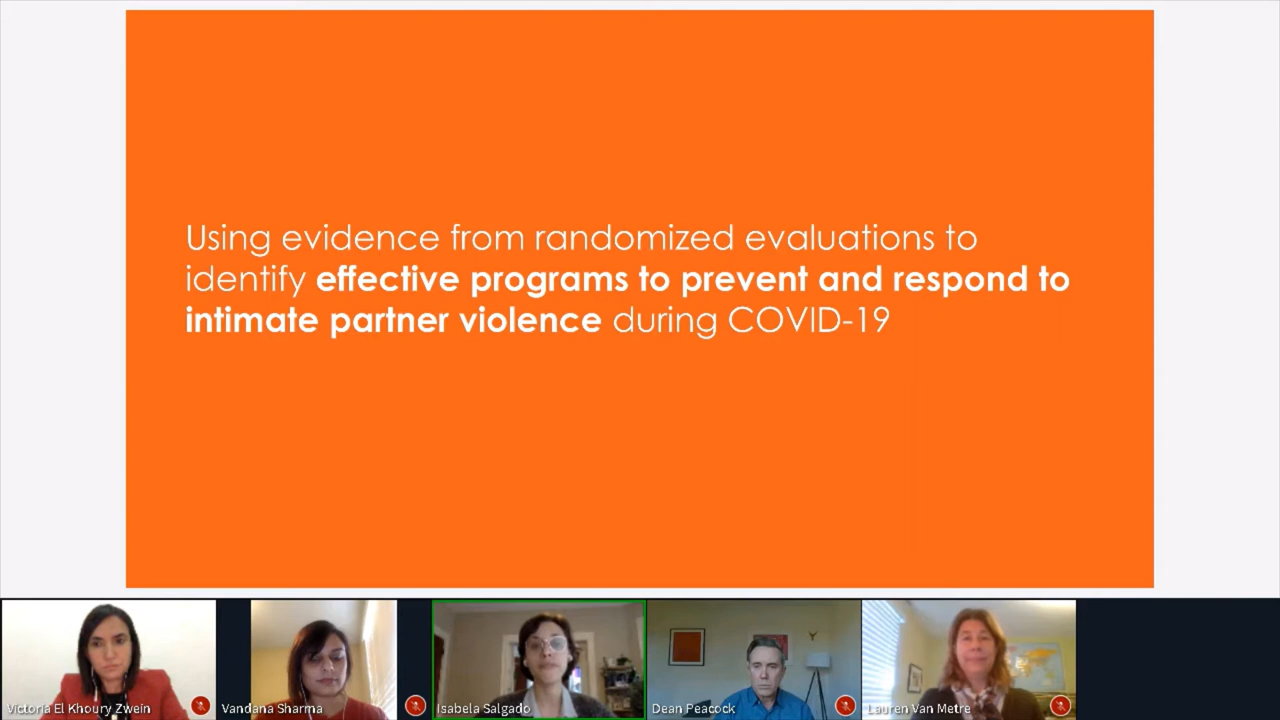 Using evidence from randomized evaluations to
identify effective programs to prevent and respond to
intimate partner violence during COVID-19
Victoria El Khoury Zwein
Vandana Sharma
Isabela Salgado
Dean Peacock
Lauren Van Metre